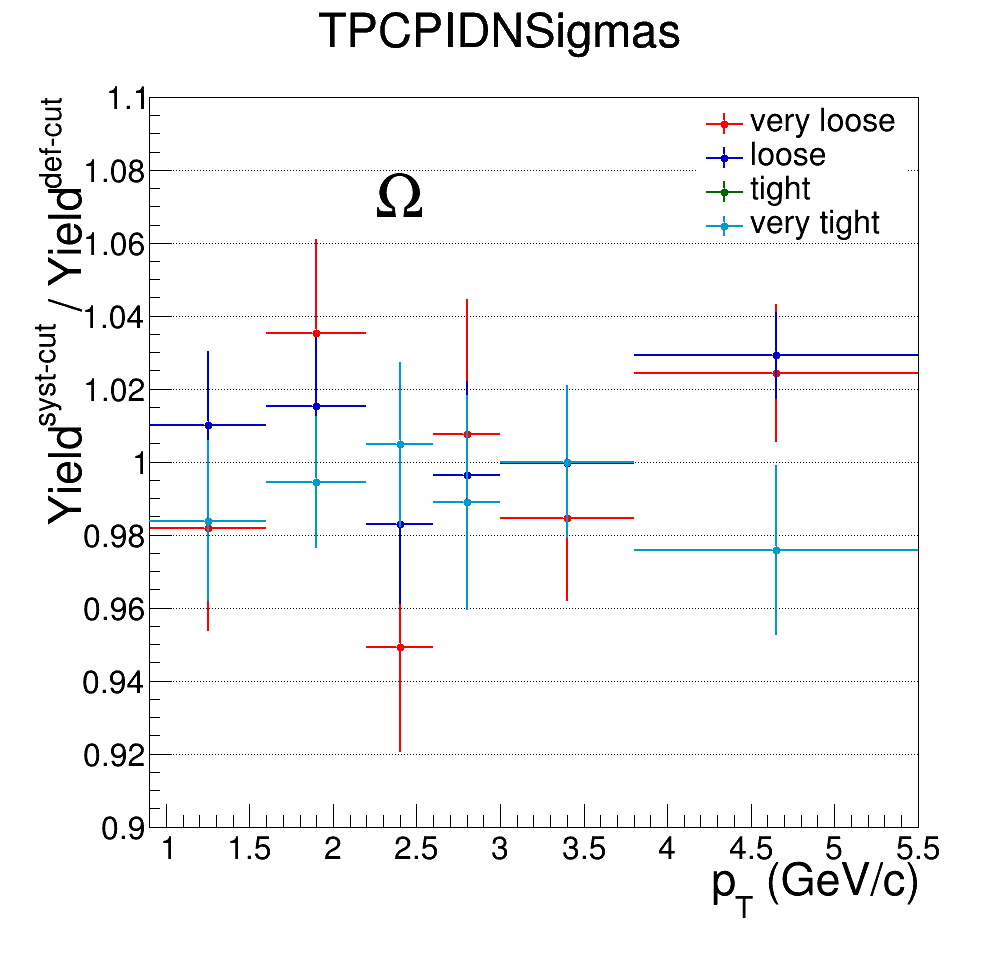 TPCPIDNSigmas
Yield^syst-cut / Yield^def-cut
1.1
1.08
1.06
1.04
1.02
1
0.98
0.96
0.94
0.92
0.9
Ω
very loose
loose
tight
very tight
1 1.5 2 2.5 3 3.5 4 4.5 5 5.5
p_T (GeV/c)